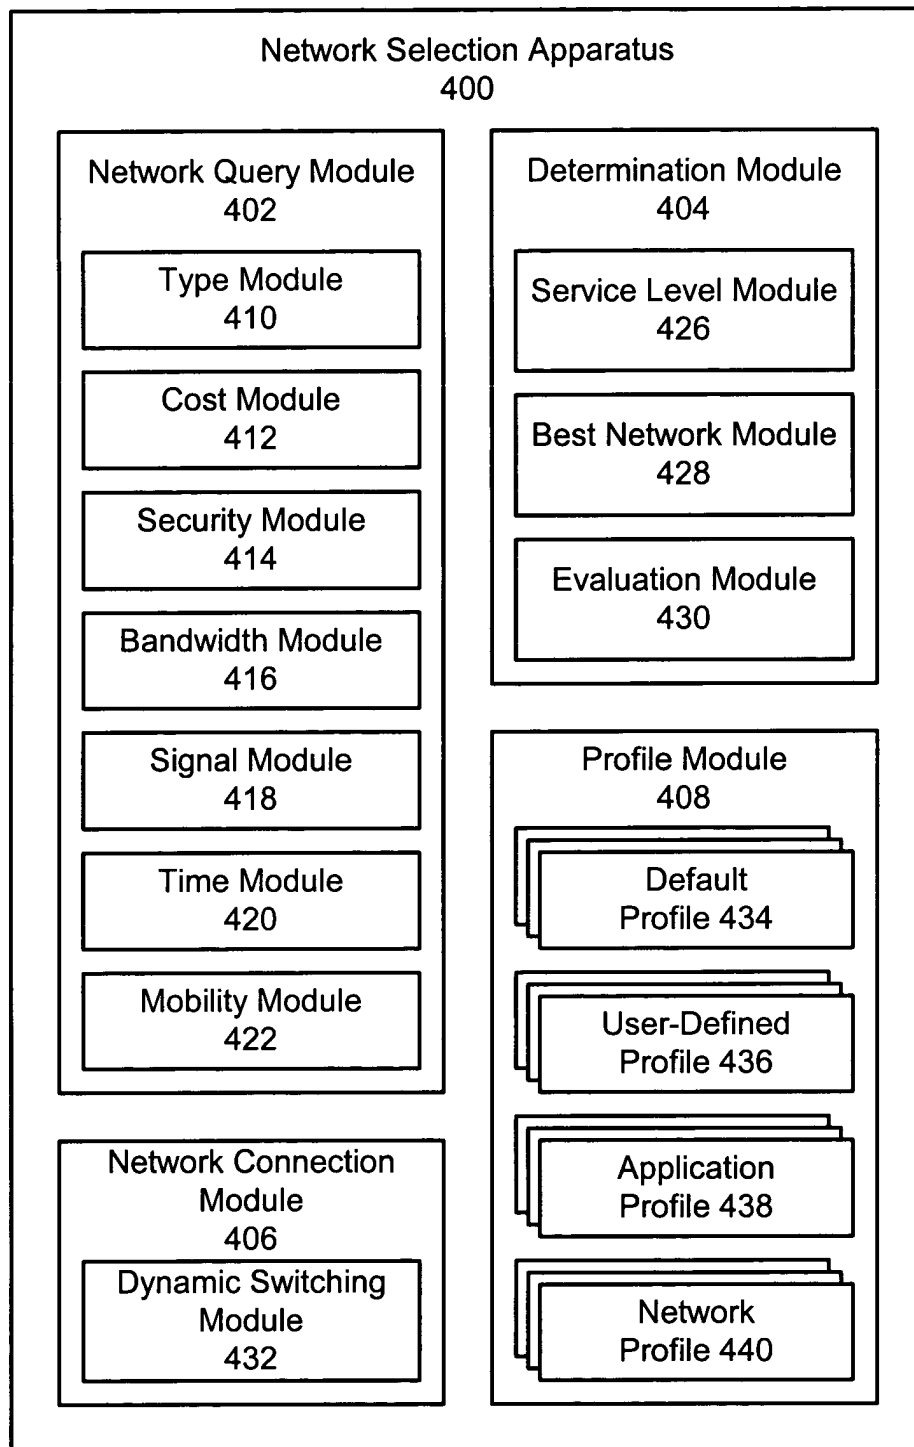 Network Selection Apparatus
400
Network Query Module
402
Type Module
410
Cost Module
412
Security Module
414
Bandwidth Module
416
Signal Module
418
Time Module
420
Mobility Module
422
Network Connection
Module
406
Dynamic Switching
Module
432
Determination Module
404
Service Level Module
426
Best Network Module
428
Evaluation Module
430
Profile Module
408
Default
Profile 434
User-Defined
Profile 436
Application
Profile 438
Network
Profile 440